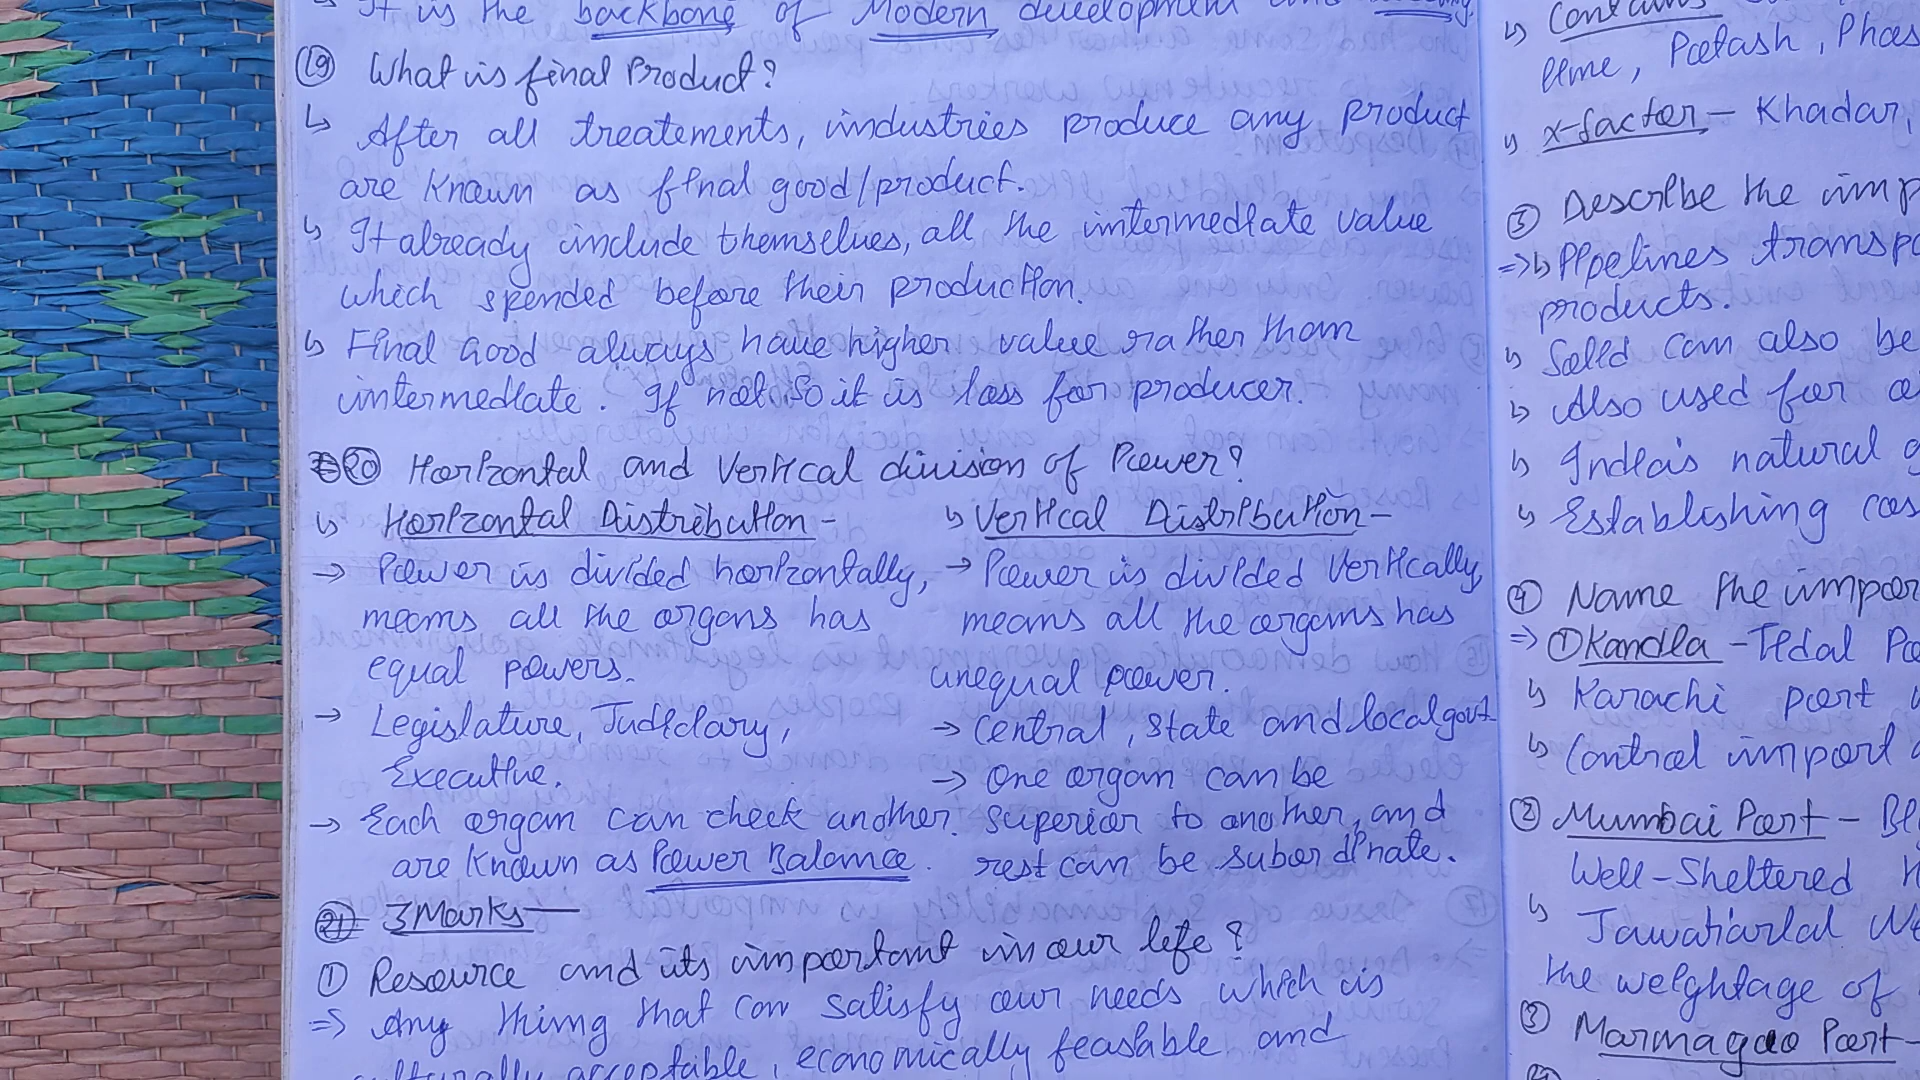 It is the backbone of Modern development and
(19) What is final Product?
↳ After all treatements, industries produce any product
are known as final good/product.
↳ It already include themselves, all the intermediate value
which spended before their production.
↳ Final Good always have higher value rather than
intermediate. If not so it is loss for producer.
(20) Horizontal and Vertical division of Power?
↳ Horizontal Distribution -
→ Power is divided horizontally,
means all the organs has
equal powers.
→ Legislature, Judiciary,
Executive.
→ Each organ can check another.
are known as Power Balance.
↳ Vertical Distribution -
→ Power is divided Vertically,
means all the organs has
unequal power.
→ Central, state and local govt
→ One organ can be
superior to another, and
rest can be subordinate.
(21) 3 Marks
① Resource and its important in our life?
⇒ Any thing that can satisfy our needs which is
culturally acceptable, economically feasable and
↳ Contains
lime, Potash, Phos
↳ x-factor - Khadar,
③ Describe the imp
⇒↳ Pipelines transpo
products.
↳ Solid can also be
↳ Also used for
↳ India's natural g
↳ Establishing cos
④ Name the impor
⇒ ① Kandla - Tidal Po
↳ Karachi port
↳ Control import
② Mumbai Port -
Well-Sheltered
↳ Jawaharlal
the weightage of
③ Marmagao Port -